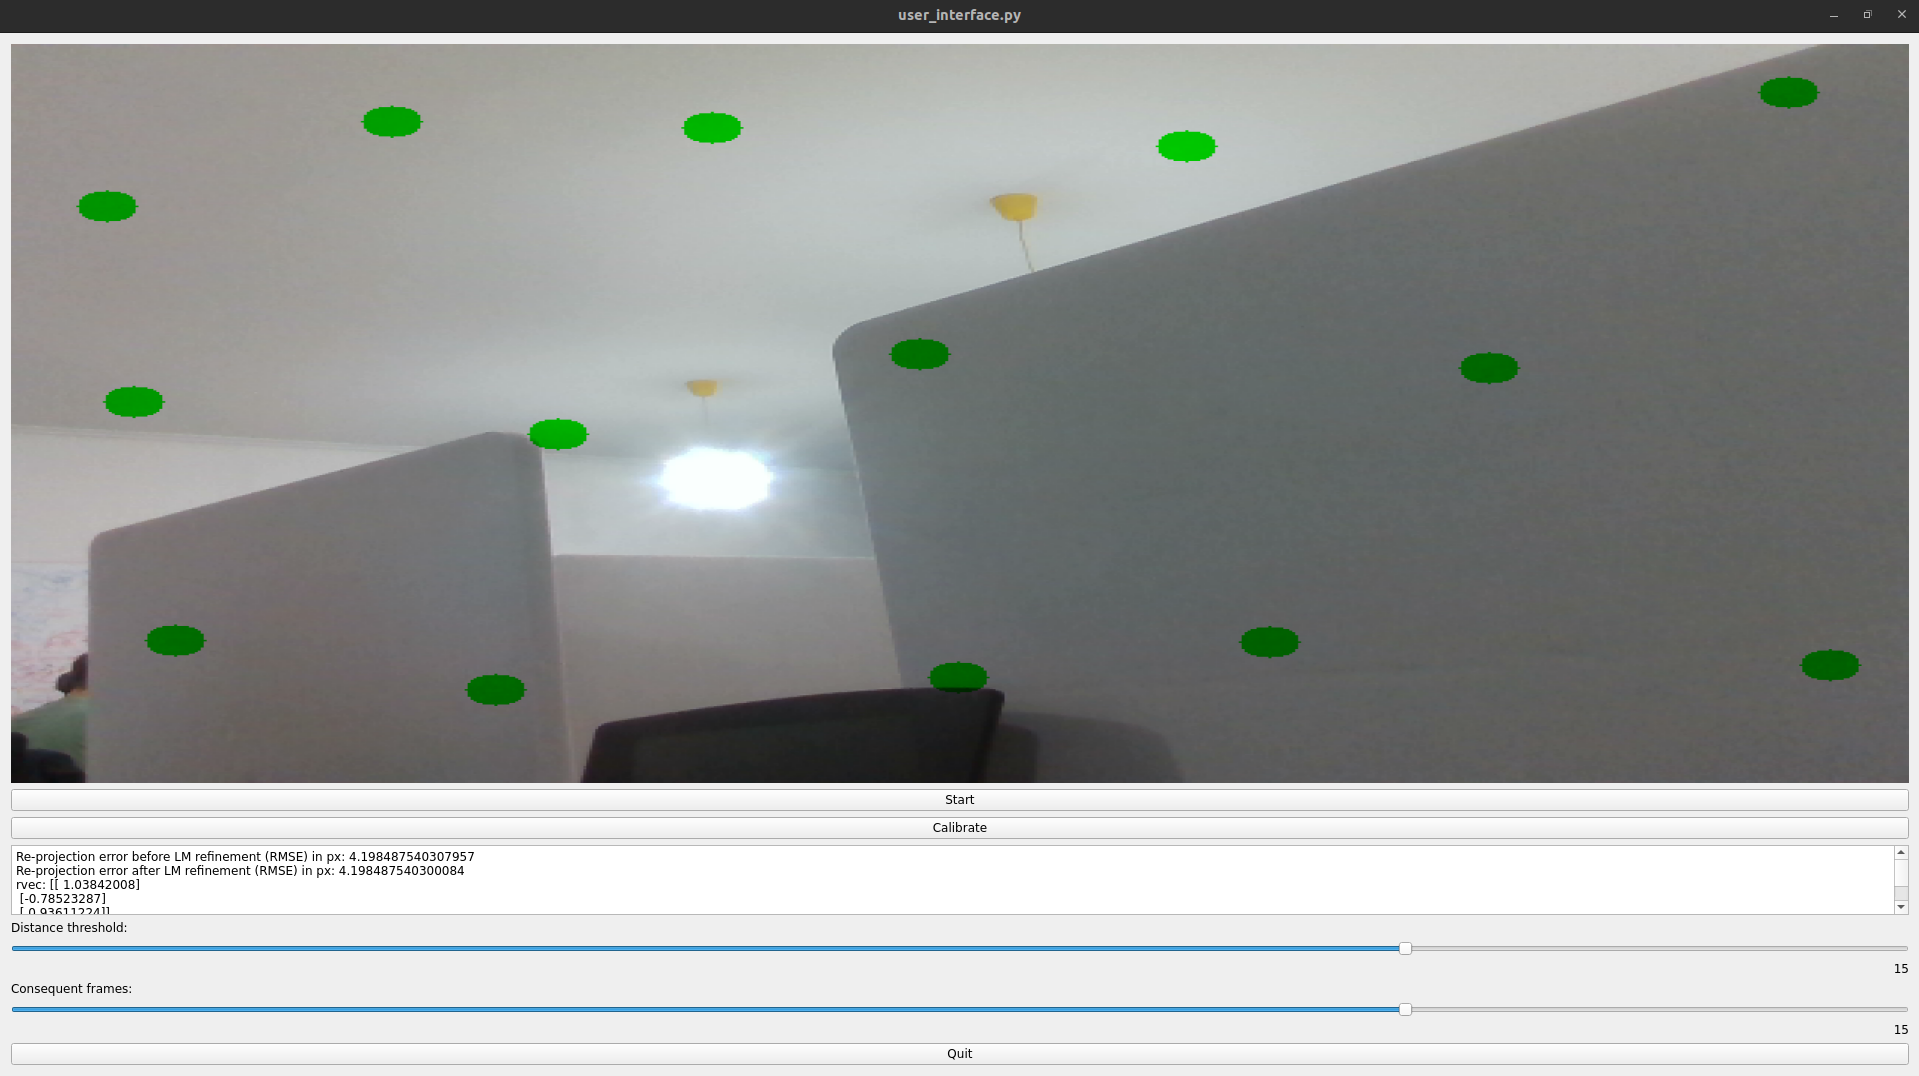 user_interface.py
Start
Calibrate
Re-projection error before LM refinement (RMSE) in px: 4.198487540307957
Re-projection error after LM refinement (RMSE) in px: 4.198487540300084
rvec: [[ 1.03842008]
[-0.78523287]
[ 0.93611224]]
Distance threshold:
15
Consequent frames:
15
Quit